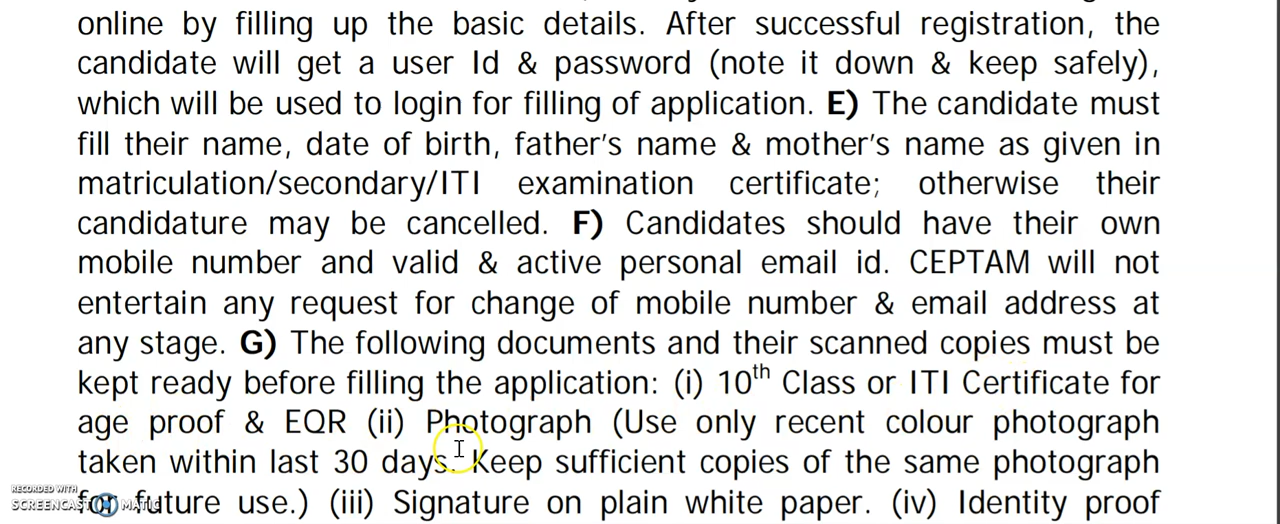 online by filling up the basic details. After successful registration, the
candidate will get a user Id & password (note it down & keep safely),
which will be used to login for filling of application. E) The candidate must
fill their name, date of birth, father's name & mother's name as given in
matriculation/secondary/ITI examination certificate; otherwise their
candidature may be cancelled. F) Candidates should have their own
mobile number and valid & active personal email id. CEPTAM will not
entertain any request for change of mobile number & email address at
any stage. G) The following documents and their scanned copies must be
kept ready before filling the application: (i) 10th Class or ITI Certificate for
age proof & EQR (ii) Photograph (Use only recent colour photograph
taken within last 30 days. Keep sufficient copies of the same photograph
for future use.) (iii) Signature on plain white paper. (iv) Identity proof
RECORDED WITH
SCREENCAST MATIC